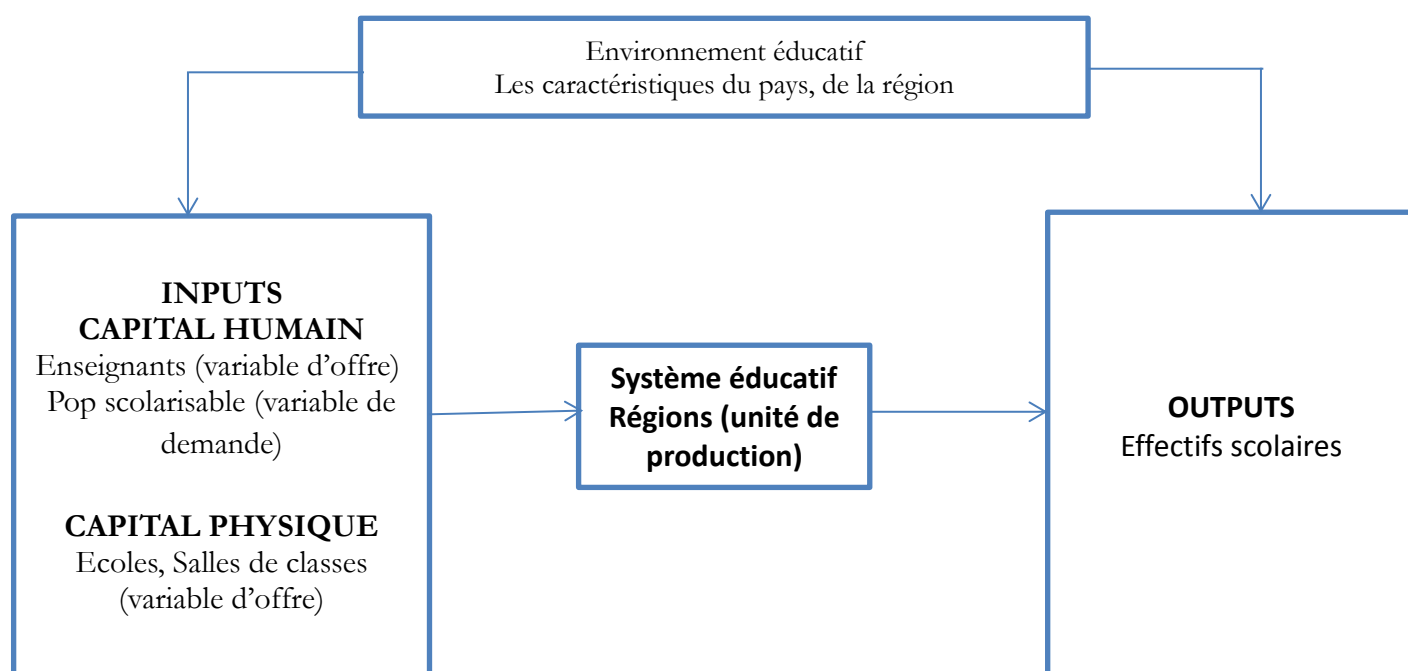 Environnement éducatif
Les caractéristiques du pays, de la région
INPUTS
CAPITAL HUMAIN
Enseignants (variable d’offre)
Pop scolarisable (variable de
demande)
CAPITAL PHYSIQUE
Ecoles, Salles de classes
(variable d’offre)
Système éducatif
Régions (unité de
production)
OUTPUTS
Effectifs scolaires